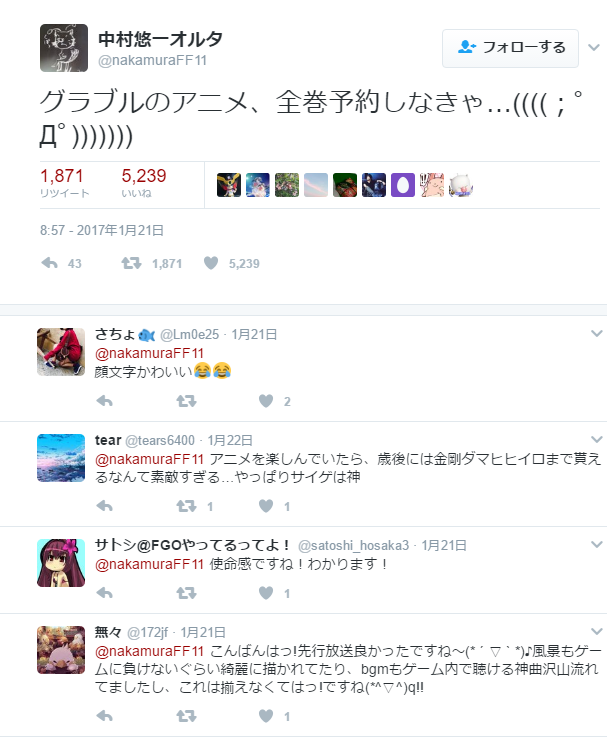 中村悠一オルタ
@nakamuraFF11
フォローする
グラブルのアニメ、全巻予約しなきゃ…((((；ﾟ
Дﾟ)))))))
1,871 5,239
リツイート いいね
8:57 - 2017年1月21日
43 1,871 5,239
さちょ🐟 @Lm0e25 · 1月21日
@nakamuraFF11
顔文字かわいい😂😂
2
tear @tears6400 · 1月22日
@nakamuraFF11 アニメを楽しんでいたら、歳後には金剛ダマヒヒイロまで貰え
るなんて素敵すぎる…やっぱりサイゲは神
1 1
サトシ@FGOやってるってよ！ @satoshi_hosaka3 · 1月21日
@nakamuraFF11 使命感ですね！わかります！
1
無々 @172jf · 1月21日
@nakamuraFF11 こんばんはっ!先行放送良かったですね〜(*´▽｀*)♪風景もゲー
ムに負けないぐらい綺麗に描かれてたり、bgmもゲーム内で聴ける神曲沢山流れ
てましたし、これは揃えなくてはっ!ですね(*^▽^)q!!
1